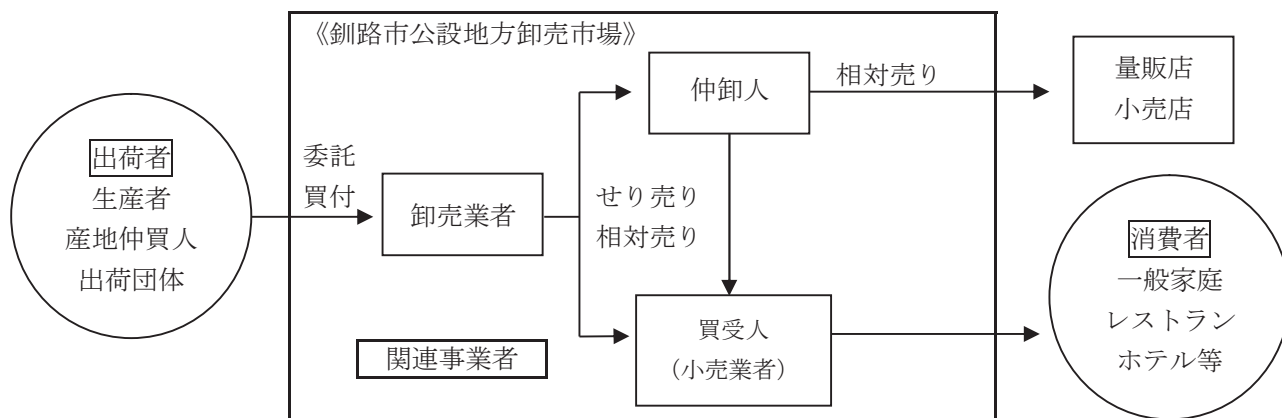 《釧路市公設地方卸売市場》
出荷者
生産者
産地仲買人
出荷団体
委託
買付
卸売業者
せり売り
相対売り
仲卸人
相対売り
量販店
小売店
買受人
（小売業者）
関連事業者
消費者
一般家庭
レストラン
ホテル等